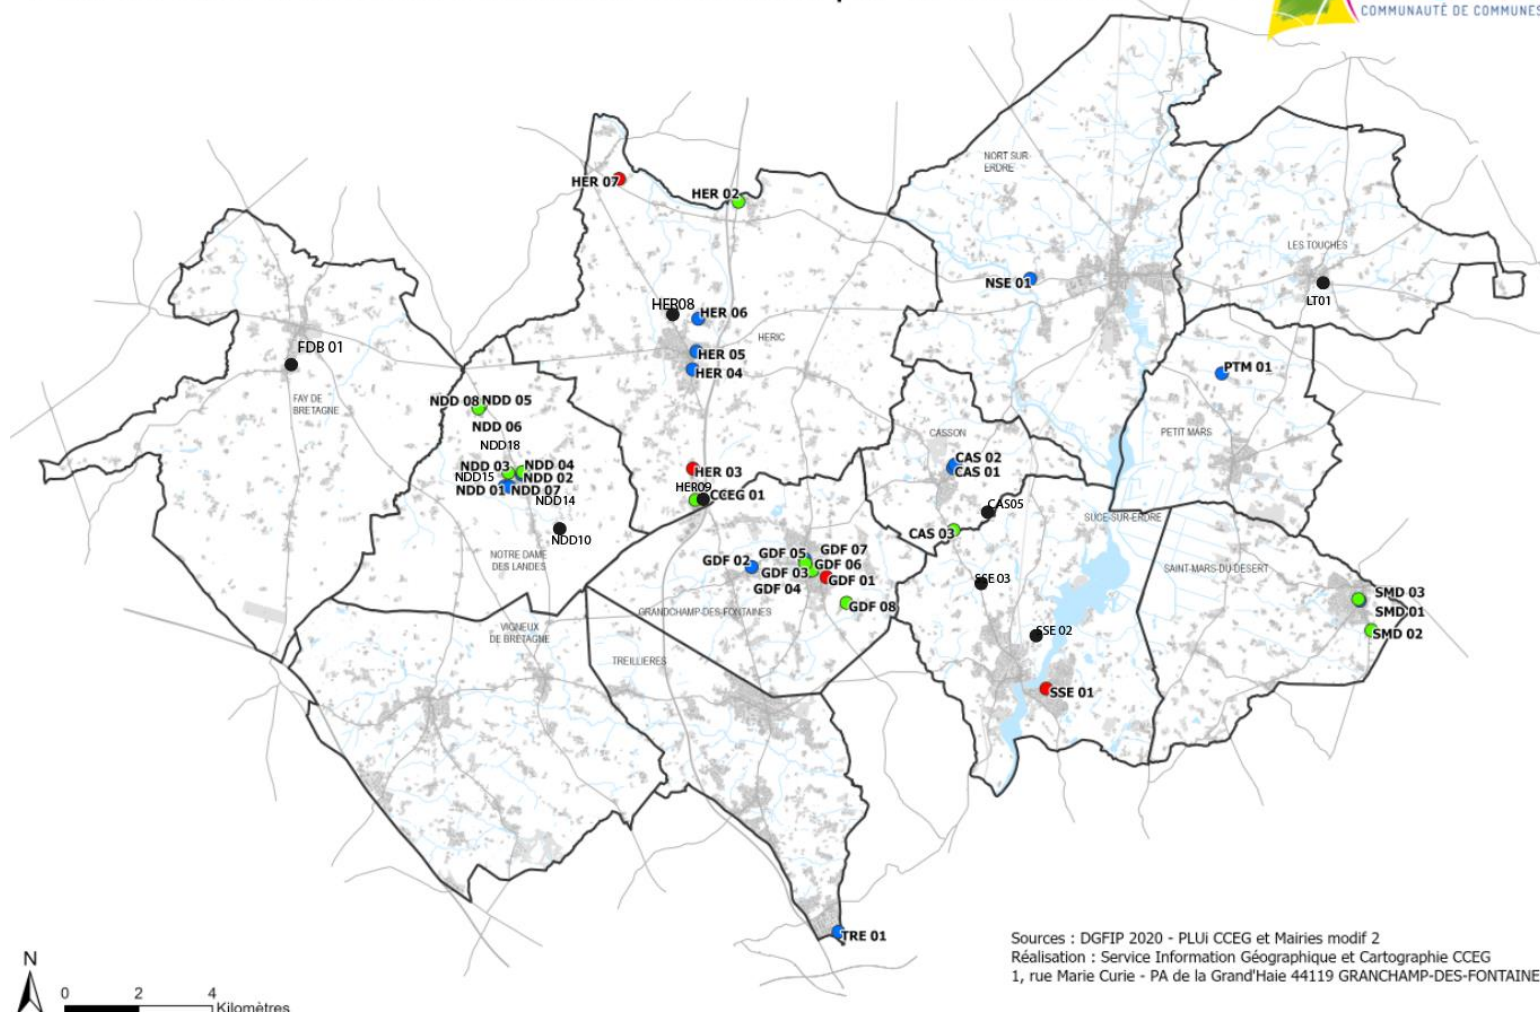 COMMUNAUTÉ DE COMMUNES
NORT SUR
ERDRE
HER 07
HER 02
LES TOUCHES
NSE 01
LT01
HER08
HER 06
HERIC
FDB 01
HER 05
HER 04
PTM 01
FAY DE
BRETAGNE
NDD 08
NDD 05
NDD 06
CASSON
PETIT MARS
NDD18
CAS 02
CAS 01
NDD 03
NDD 04
NDD15
NDD 02
HER 03
NDD 01
NDD 07
HER09
CCEG 01
NDD14
CAS05
SUCE-SUR-ERDRE
NDD10
CAS 03
NOTRE DAME
DES LANDES
GDF 02
GDF 05
GDF 07
GDF 06
GDF 03
GDF 01
GDF 04
SSE 03
SAINT-MARS-DU-DESERT
GRANDCHAMP-DES-FONTAINES
GDF 08
SMD 03
SMD 01
SMD 02
VIGNEUX
DE BRETAGNE
SSE 02
TREILLIERES
SSE 01
TRE 01
Sources : DGFIP 2020 - PLUi CCEG et Mairies modif 2
Réalisation : Service Information Géographique et Cartographie CCEG
1, rue Marie Curie - PA de la Grand'Haie 44119 GRANCHAMP-DES-FONTAINE
N
0 2 4
Kilomètres